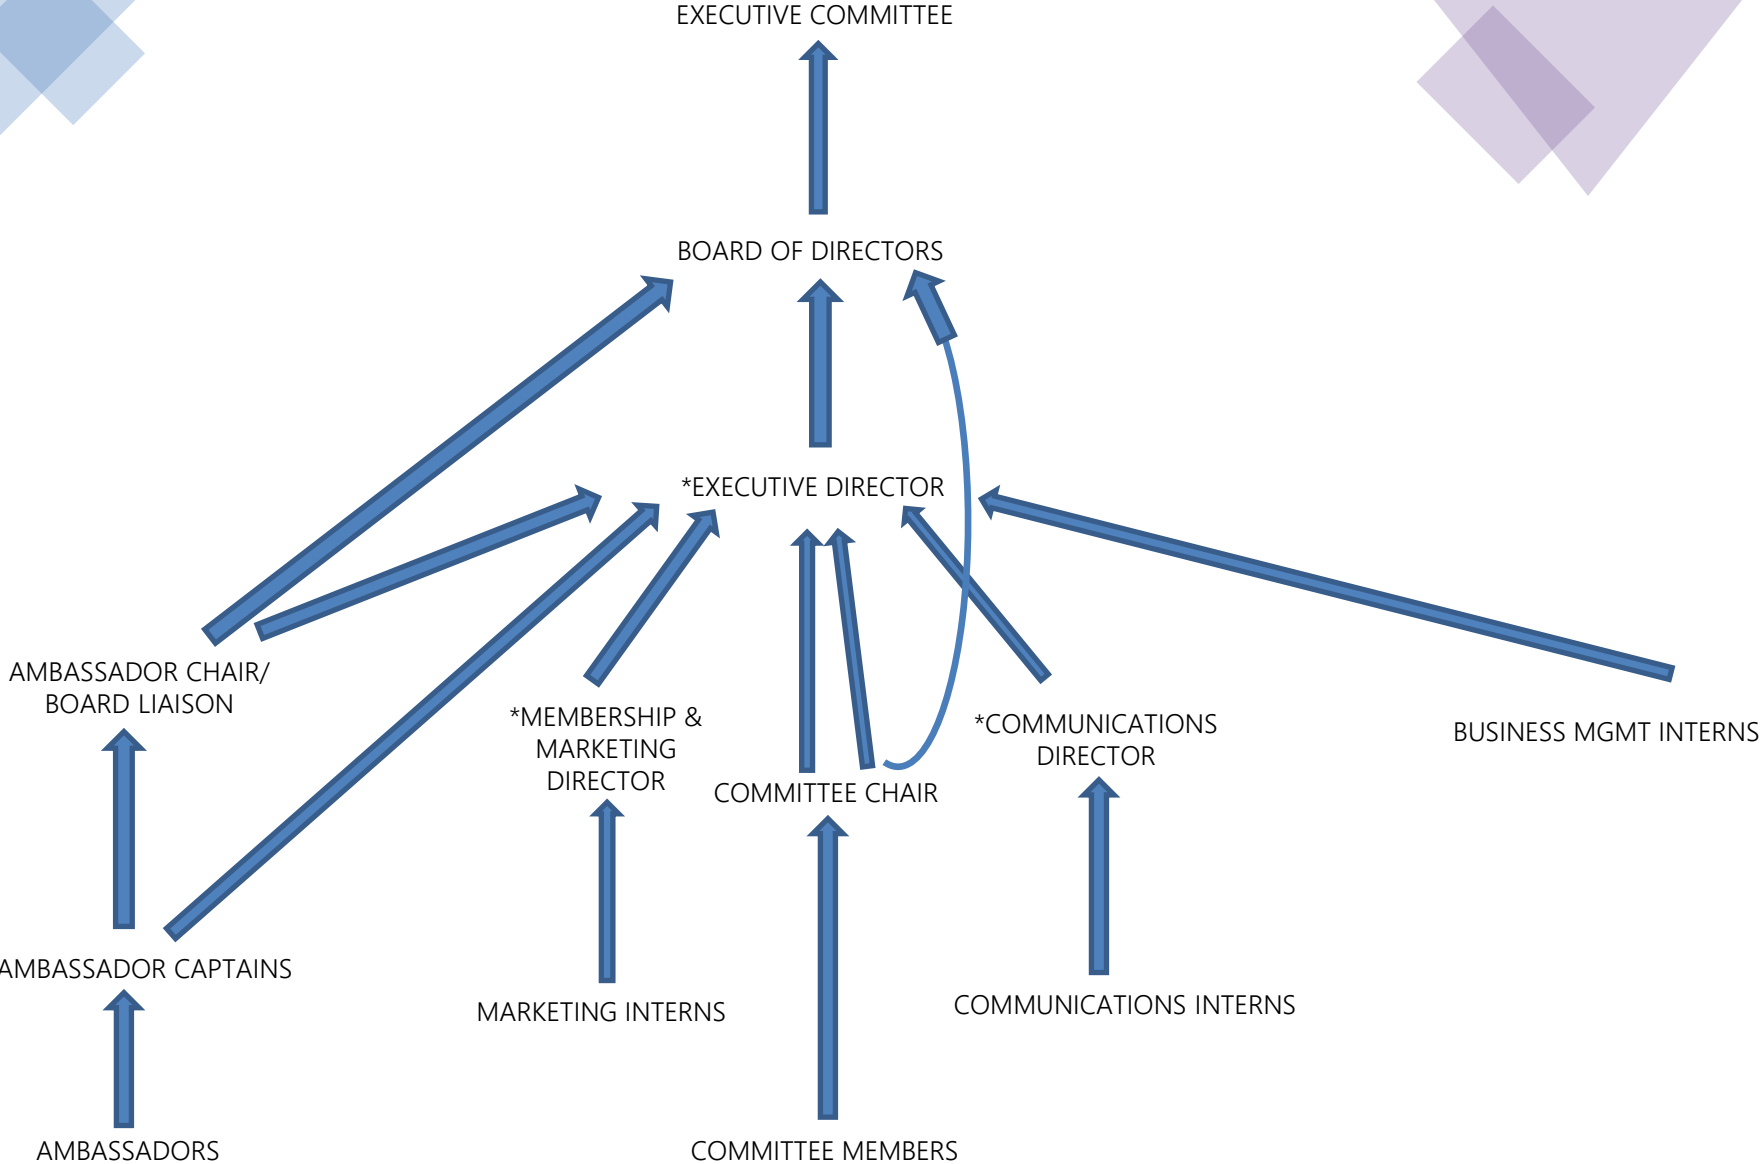 EXECUTIVE COMMITTEE
BOARD OF DIRECTORS
*EXECUTIVE DIRECTOR
AMBASSADOR CHAIR/
BOARD LIAISON
*MEMBERSHIP &
MARKETING
DIRECTOR
COMMITTEE CHAIR
*COMMUNICATIONS
DIRECTOR
BUSINESS MGMT INTERNS
AMBASSADOR CAPTAINS
MARKETING INTERNS
COMMUNICATIONS INTERNS
AMBASSADORS
COMMITTEE MEMBERS